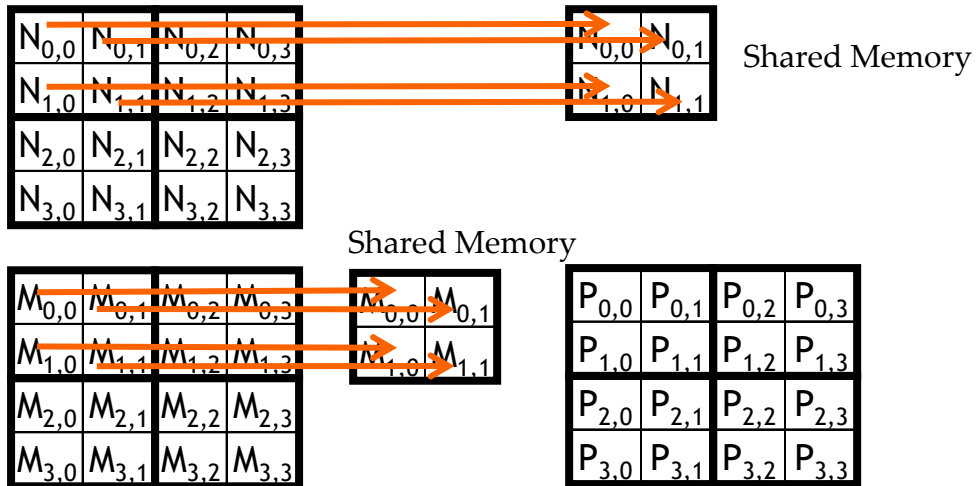 N0,0 N0,1 N0,2 N0,3 N0,0 N0,1
Shared Memory
N1,0 N1,1 N1,2 N1,3 N1,0 N1,1
N2,0 N2,1 N2,2 N2,3
N3,0 N3,1 N3,2 N3,3
Shared Memory
M0,0 M0,1 M0,2 M0,3 M0,0 M0,1 P0,0 P0,1 P0,2 P0,3
M1,0 M1,1 M1,2 M1,3 M1,0 M1,1 P1,0 P1,1 P1,2 P1,3
M2,0 M2,1 M2,2 M2,3 P2,0 P2,1 P2,2 P2,3
M3,0 M3,1 M3,2 M3,3 P3,0 P3,1 P3,2 P3,3